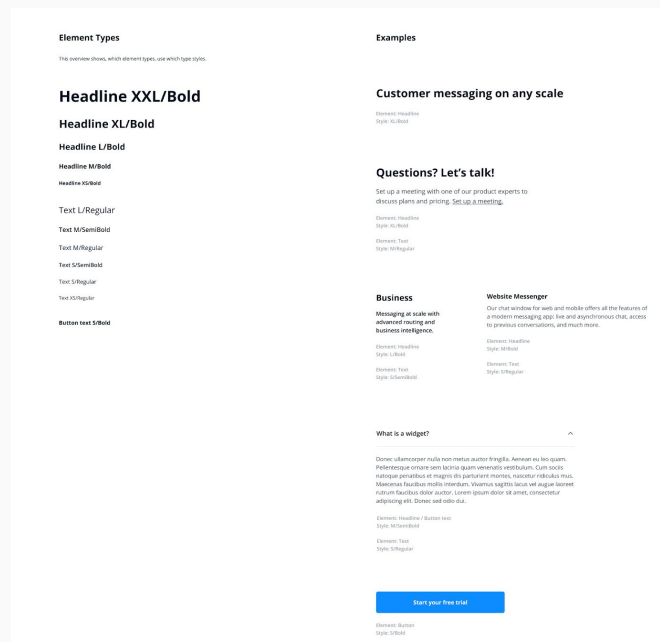 Element Types
This overview shows, which element types, use which type styles.
Headline XXL/Bold
Headline XL/Bold
Headline L/Bold
Headline M/Bold
Headline XS/Bold
Text L/Regular
Text M/SemiBold
Text M/Regular
Text S/SemiBold
Text S/Regular
Text XS/Regular
Button text S/Bold
Examples
Customer messaging on any scale
Element: Headline
Style: XL/Bold
Questions? Let’s talk!
Set up a meeting with one of our product experts to
discuss plans and pricing. Set up a meeting.
Element: Headline
Style: XL/Bold
Element: Text
Style: M/Regular
Business
Messaging at scale with
advanced routing and
business intelligence.
Element: Headline
Style: L/Bold
Element: Text
Style: S/SemiBold
Website Messenger
Our chat window for web and mobile offers all the features of
a modern messaging app; live and asynchronous chat, access
to previous conversations, and much more.
Element: Headline
Style: M/Bold
Element: Text
Style: S/Regular
What is a widget?
Donec ullamcorper nulla non metus auctor fringilla. Aenean eu leo quam.
Pellentesque ornare sem lacinia quam venenatis vestibulum. Cum sociis
natoque penatibus et magnis dis parturient montes, nascetur ridiculus mus.
Maecenas faucibus mollis interdum. Vivamus sagittis lacus vel augue laoreet
rutrum faucibus dolor auctor. Lorem ipsum dolor sit amet, consectetur
adipiscing elit. Donec sed odio dui.
Element: Headline / Button text
Style: M/SemiBold
Element: Text
Style: S/Regular
Start your free trial
Element: Button
Style: S/Bold